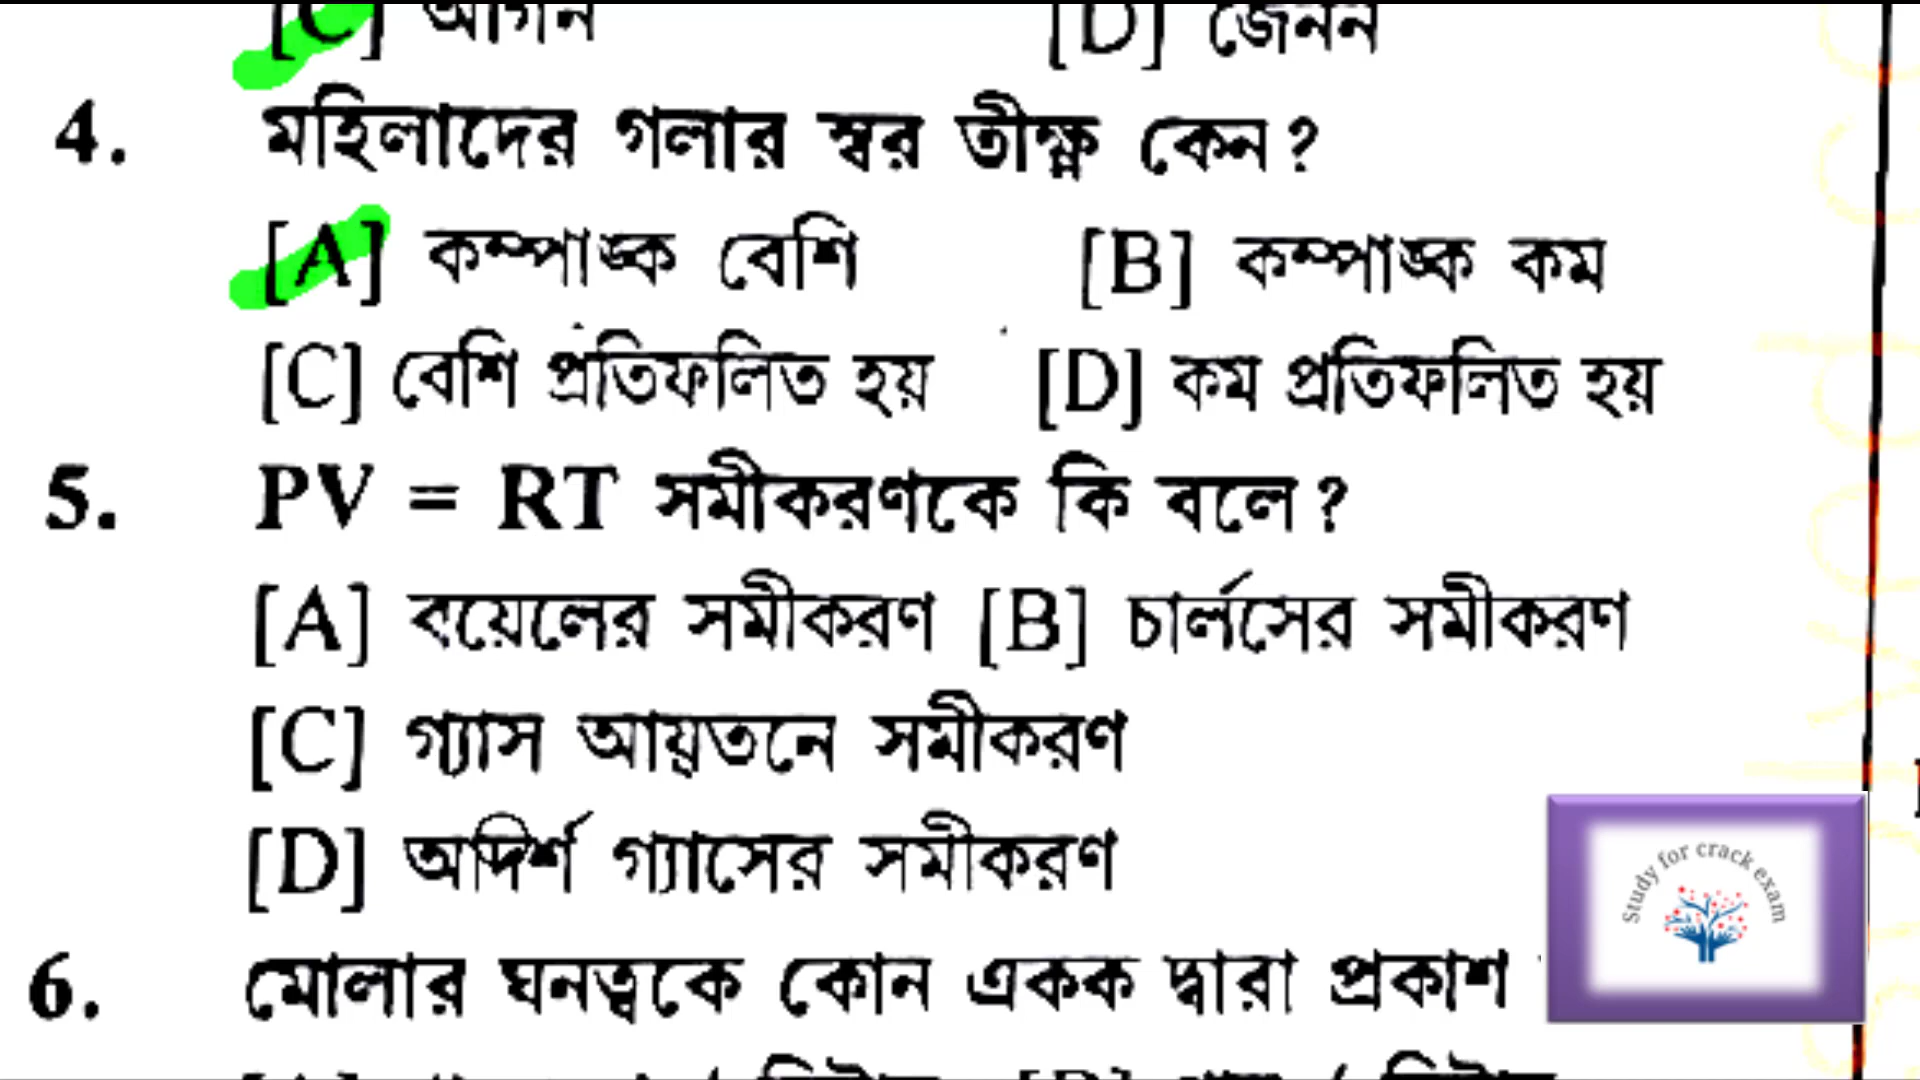 [C] আগন [D] জেনন
4. মহিলাদের গলার স্বর তীক্ষ্ণ কেন?
[A] কম্পাঙ্ক বেশি [B] কম্পাঙ্ক কম
[C] বেশি প্রতিফলিত হয় [D] কম প্রতিফলিত হয়
5. PV = RT সমীকরণকে কি বলে?
[A] বয়েলের সমীকরণ [B] চার্লসের সমীকরণ
[C] গ্যাস আয়তনে সমীকরণ
[D] আদর্শ গ্যাসের সমীকরণ
6. মোলার ঘনত্বকে কোন একক দ্বারা প্রকাশ
Study for crack exam